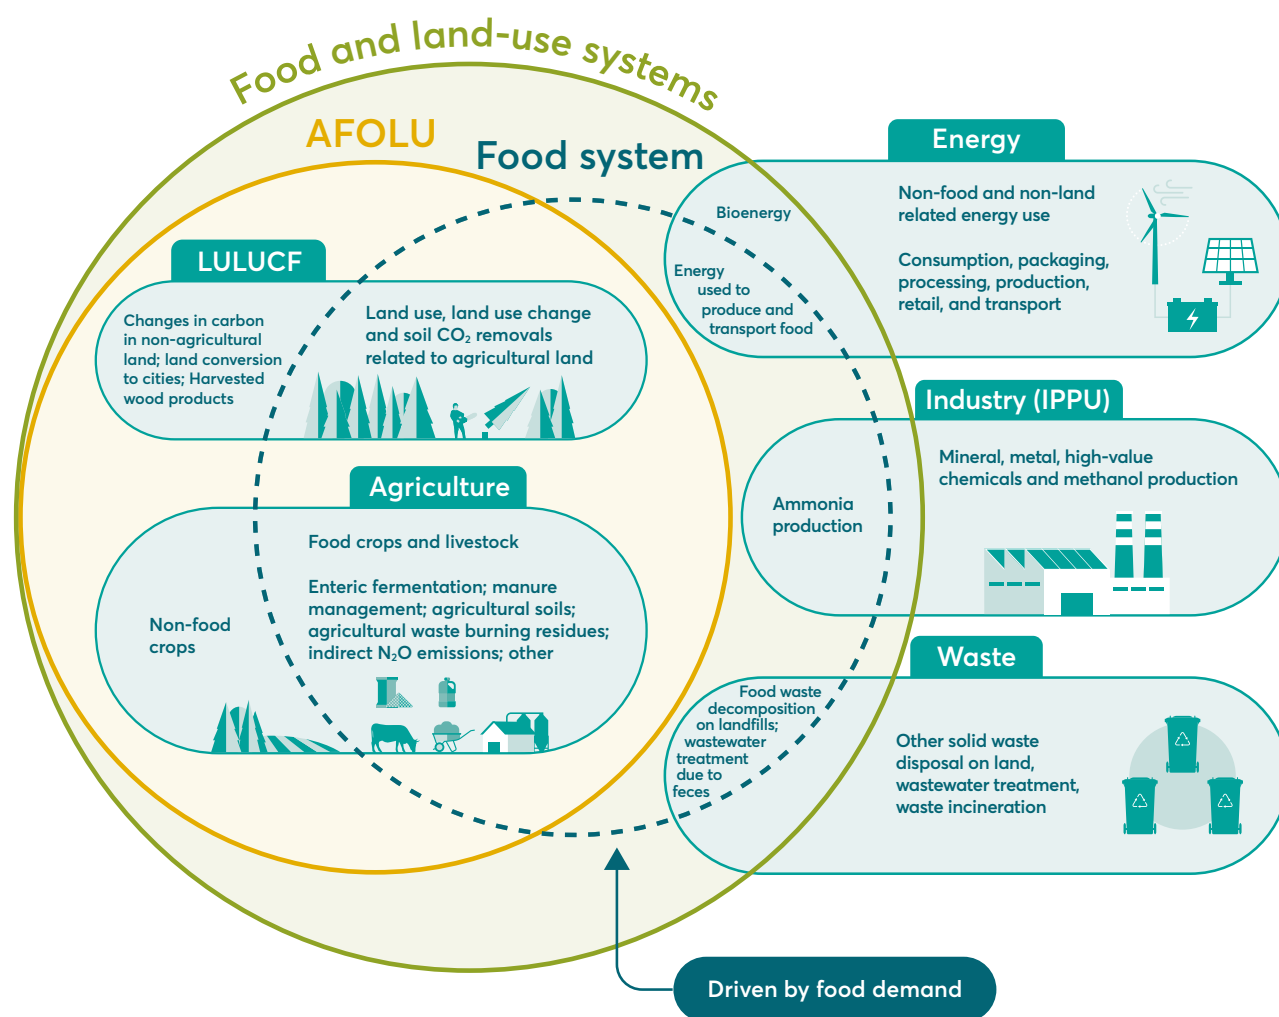 Food and land-use systems
AFOLU
Food system
LULUCF
Changes in carbon
in non-agricultural
land; land conversion
to cities; Harvested
wood products
Land use, land use change
and soil CO₂ removals
related to agricultural land
Agriculture
Non-food
crops
Food crops and livestock
Enteric fermentation; manure
management; agricultural soils;
agricultural waste burning residues;
indirect N₂O emissions; other
Energy
Bioenergy
Energy
used to
produce and
transport food
Non-food and non-land
related energy use
Consumption, packaging,
processing, production,
retail, and transport
Industry (IPPU)
Ammonia
production
Mineral, metal, high-value
chemicals and methanol production
Waste
Food waste
decomposition
on landfills;
wastewater
treatment
due to
feces
Other solid waste
disposal on land,
wastewater treatment,
waste incineration
Driven by food demand